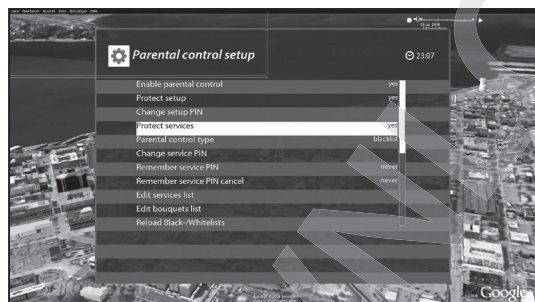 Parental control setup
23:07
Enable parental control yes
Protect setup yes
Change setup PIN
Protect services yes
Parental control type blacklist
Change service PIN
Remember service PIN never
Remember service PIN cancel never
Edit services list
Edit bouquets list
Reload Black-/Whitelists
Google